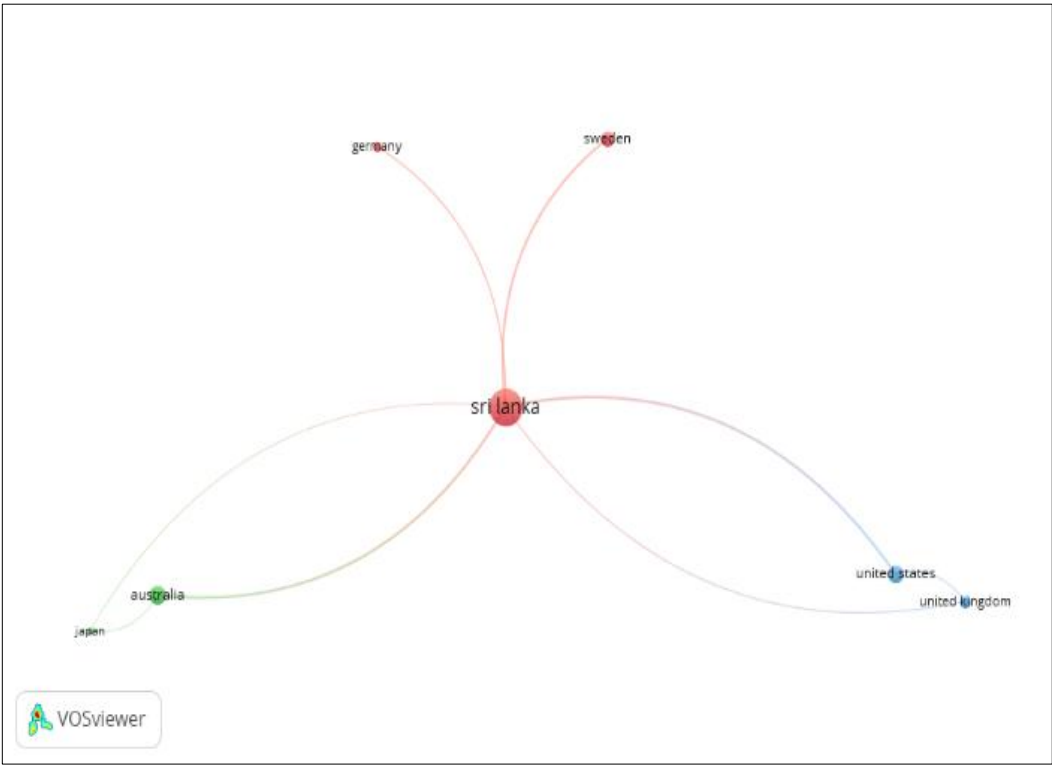 sweden
germany
sri lanka
united states
australia
united kingdom
japan
VOSviewer